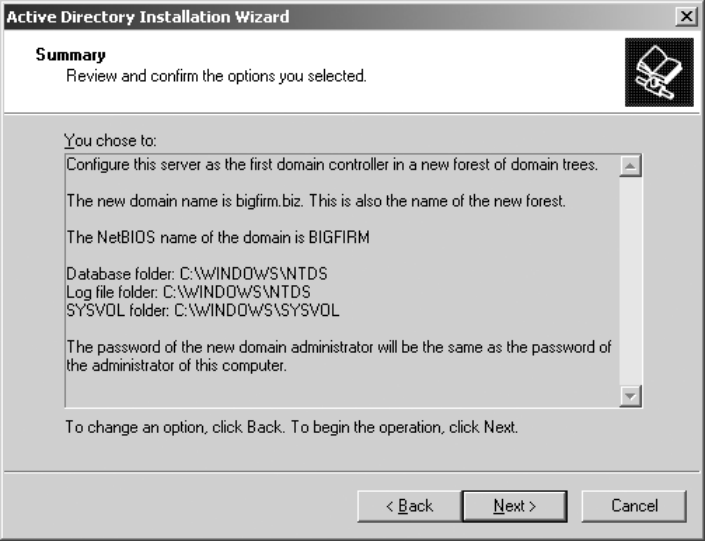 Active Directory Installation Wizard
Summary
Review and confirm the options you selected.
You chose to:
Configure this server as the first domain controller in a new forest of domain trees.
The new domain name is bigfirm.biz. This is also the name of the new forest.
The NetBIOS name of the domain is BIGFIRM
Database folder: C:\WINDOWS\NTDS
Log file folder: C:\WINDOWS\NTDS
SYSVOL folder: C:\WINDOWS\SYSVOL
The password of the new domain administrator will be the same as the password of
the administrator of this computer.
To change an option, click Back. To begin the operation, click Next.
< Back Next > Cancel